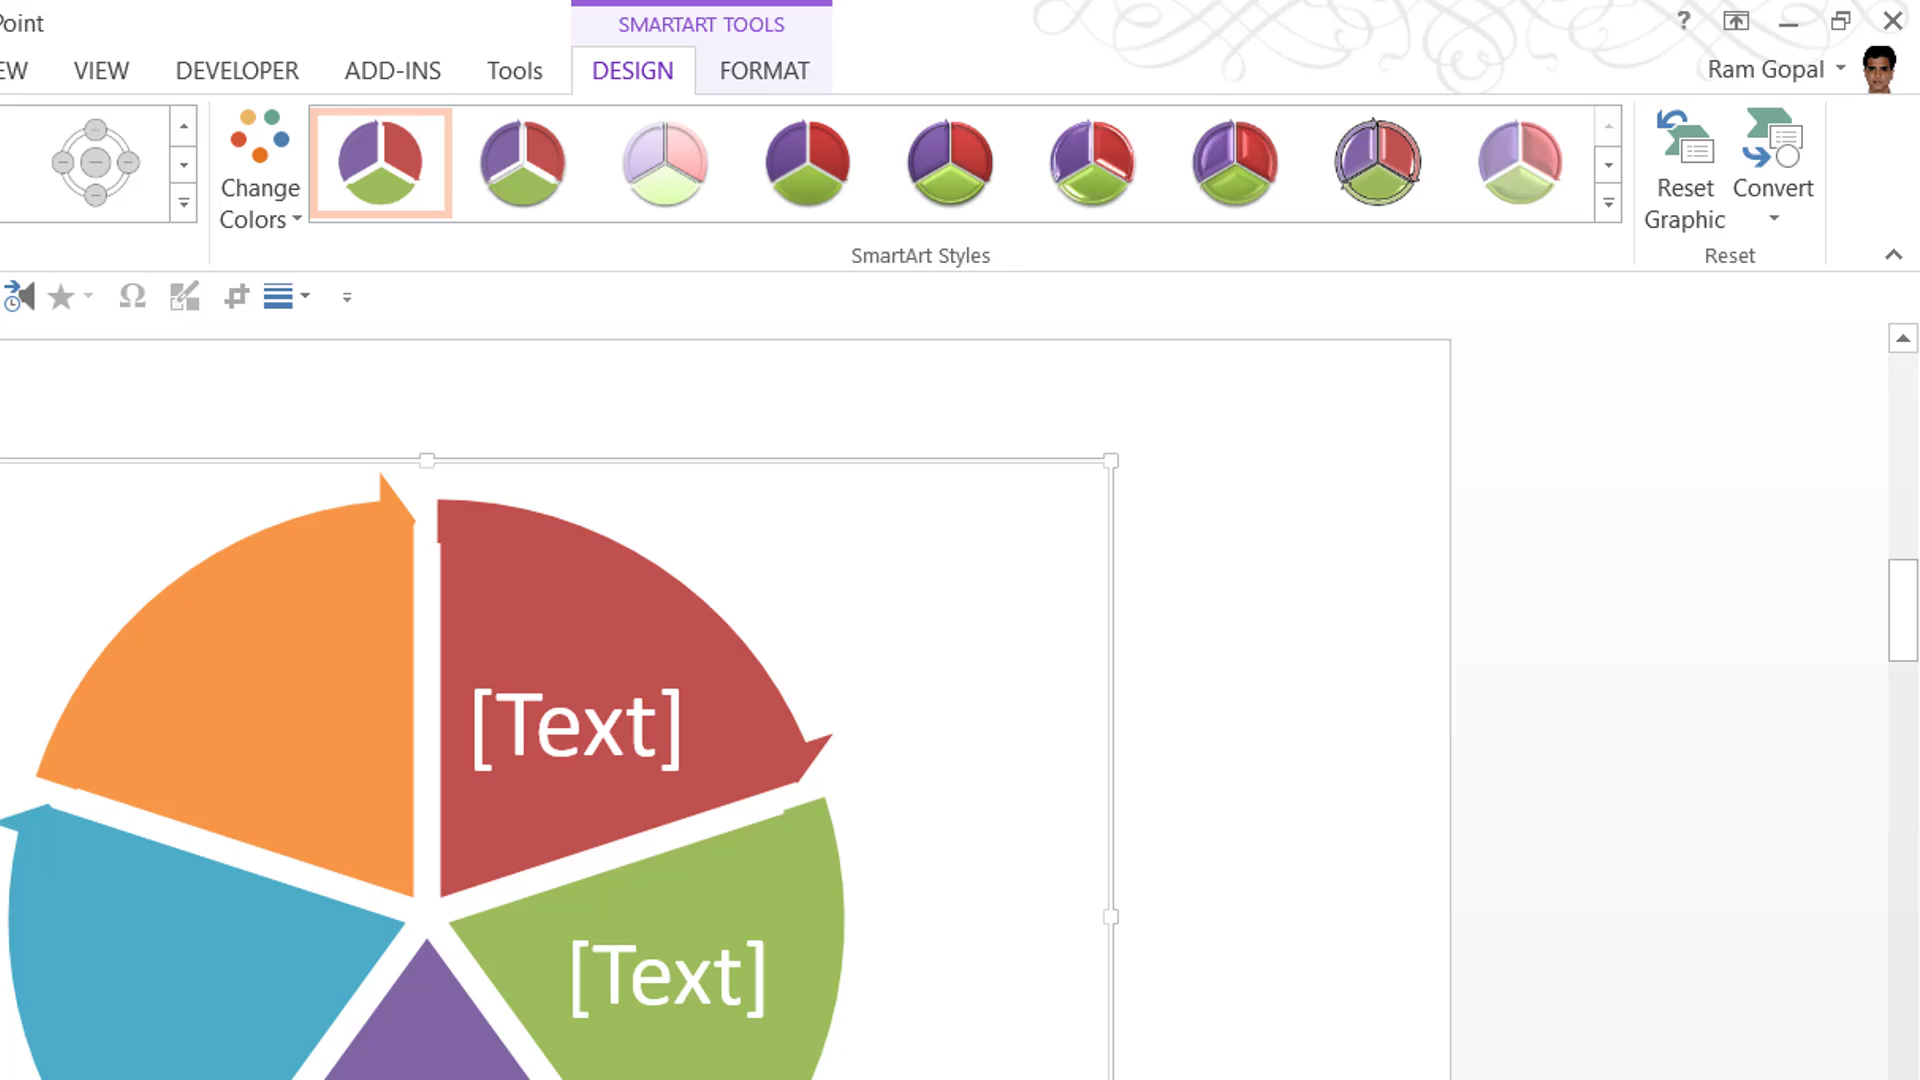 Point
SMARTART TOOLS
?
EW VIEW DEVELOPER ADD-INS Tools DESIGN FORMAT
Ram Gopal
Change
Colors
Reset
Graphic
Convert
SmartArt Styles
Reset
Ω
[Text]
[Text]